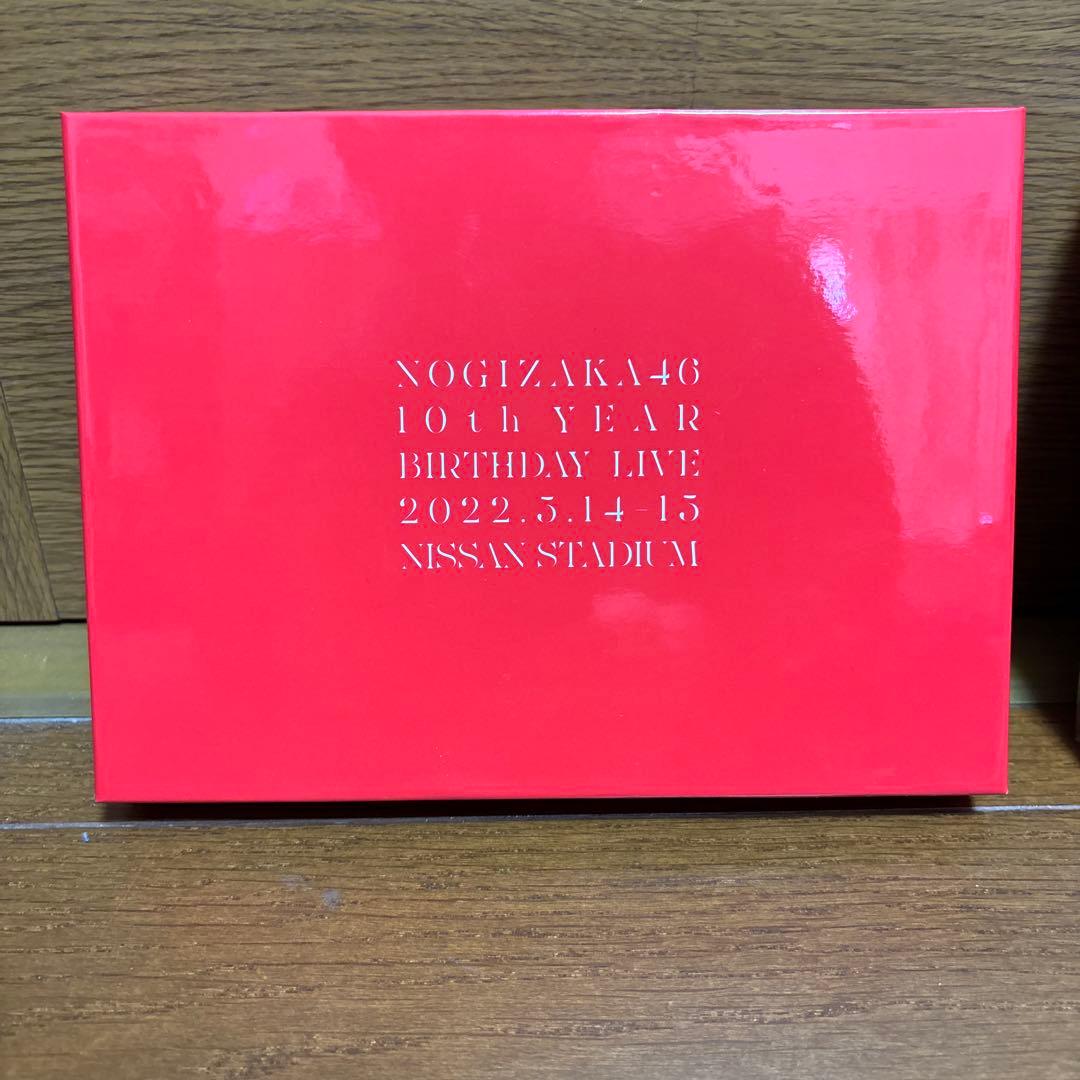 NOGIZAKA46
10th YEAR
BIRTHDAY LIVE
2022.5.14-15
NISSAN STADIUM